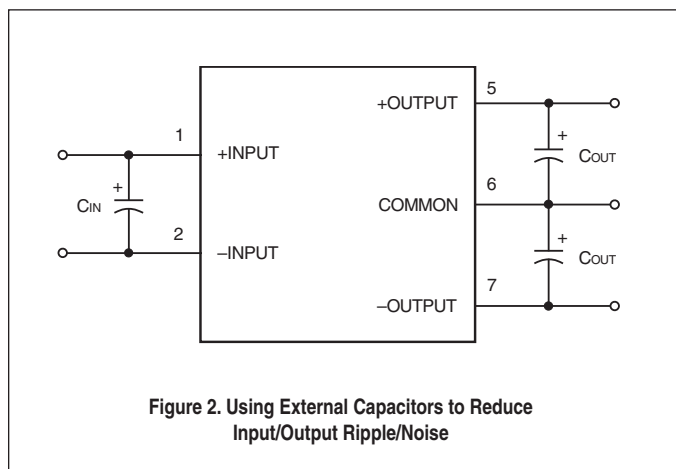 5
+OUTPUT
1
+
+INPUT
COUT
6
+
CIN
COMMON
+
2
–INPUT
COUT
7
–OUTPUT
Figure 2. Using External Capacitors to Reduce
Input/Output Ripple/Noise